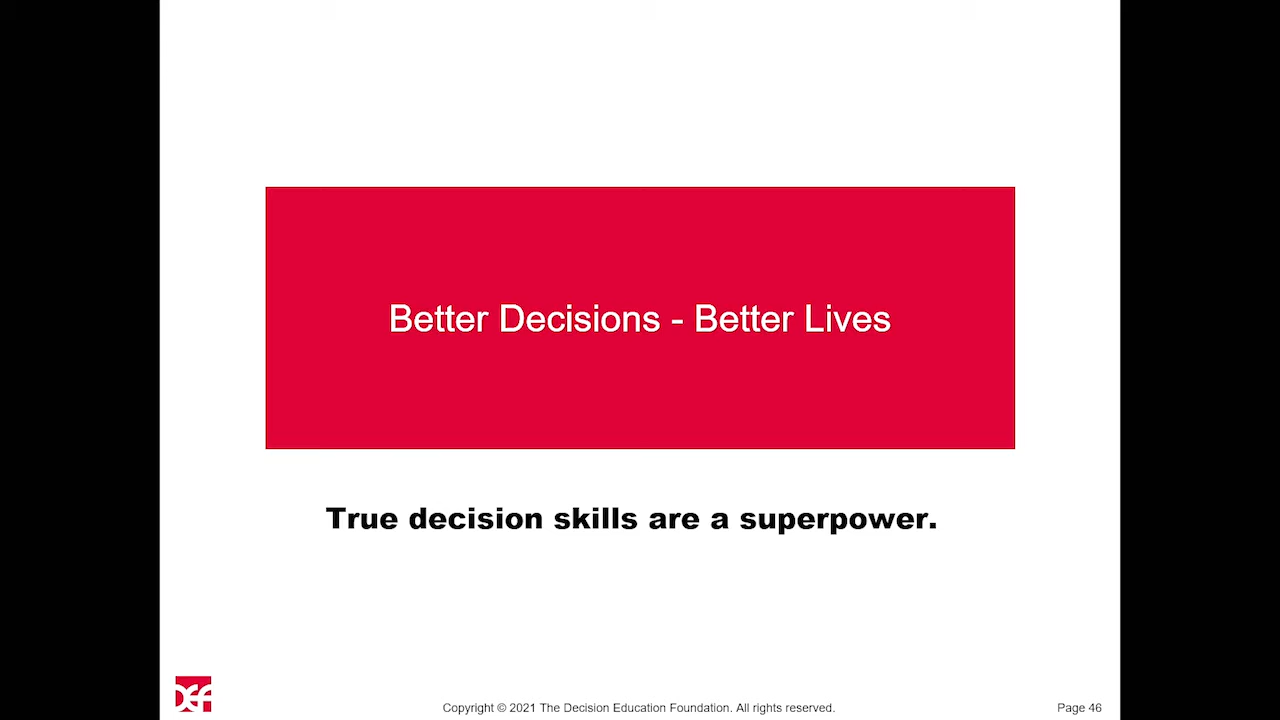 Better Decisions - Better Lives
True decision skills are a superpower.
DEF
Copyright © 2021 The Decision Education Foundation. All rights reserved.
Page 46